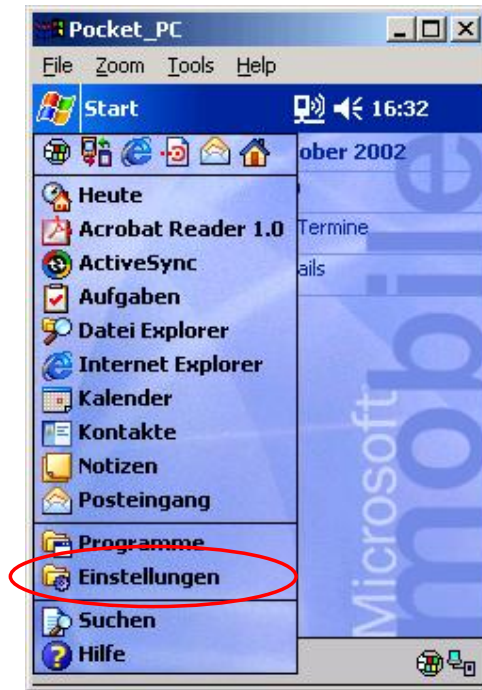 Pocket_PC
File Zoom Tools Help
Start 16:32
ober 2002
Heute
Acrobat Reader 1.0
Termine
ActiveSync
ails
Aufgaben
Datei Explorer
Internet Explorer
Kalender
Kontakte
Notizen
Posteingang
Programme
Einstellungen
Suchen
Hilfe
Microsoft
mobile